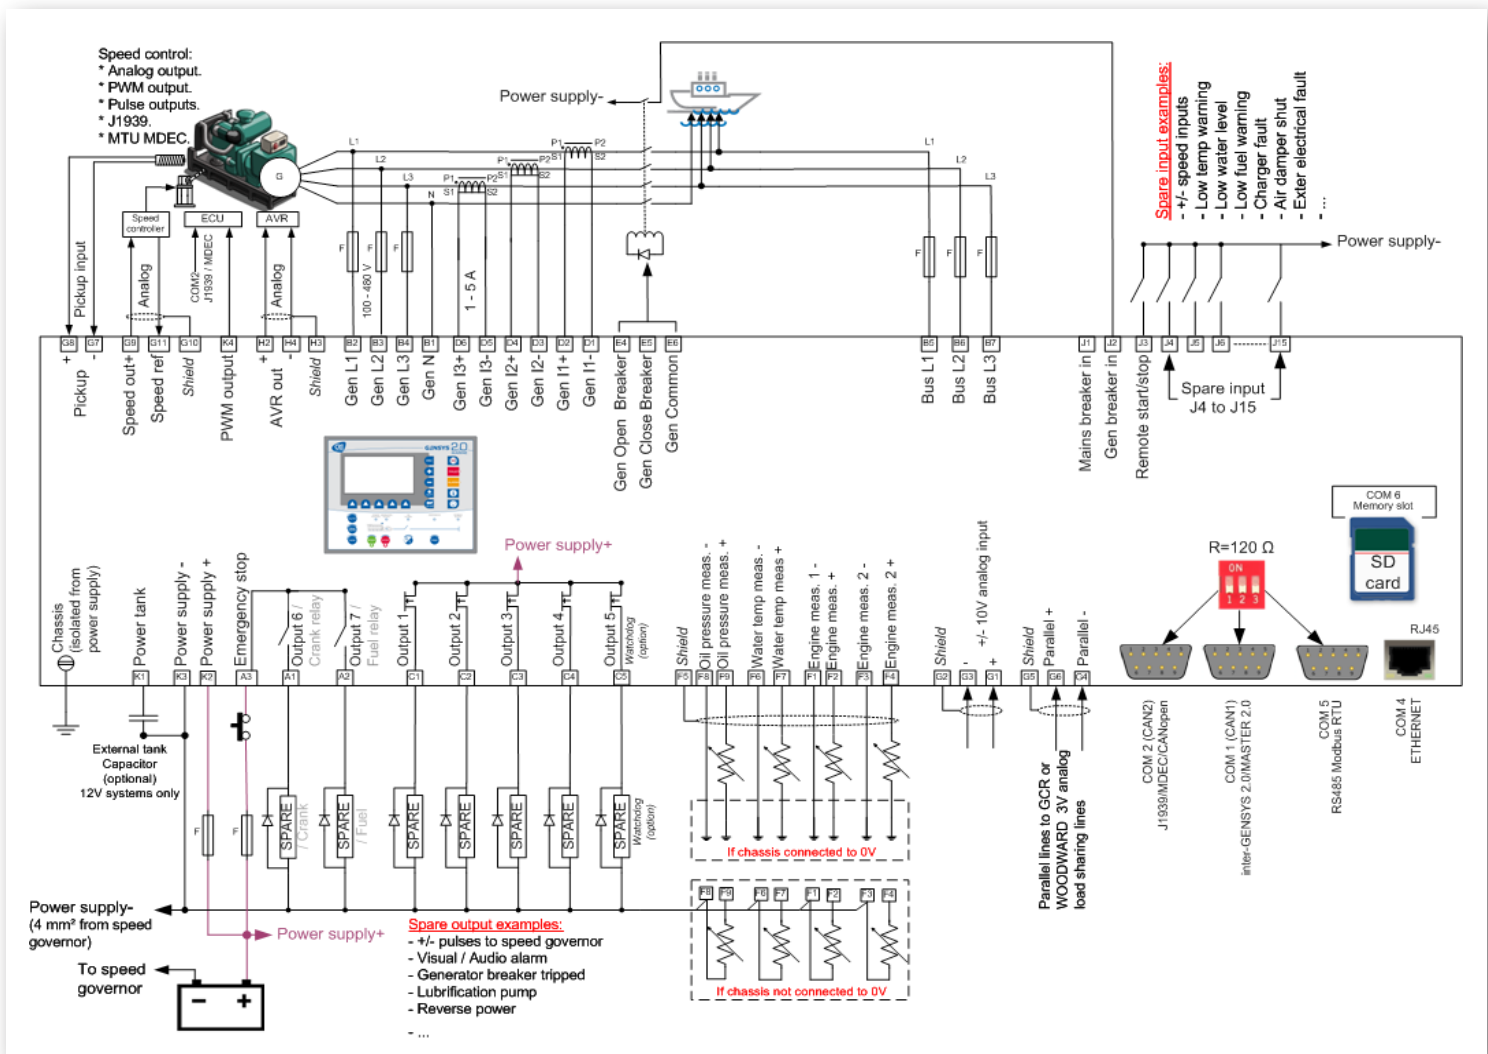 Speed control:
* Analog output.
* PWM output.
* Pulse outputs.
* J1939.
* MTU MDEC.
Power supply-
Spare input examples:
- +/- speed inputs
- Low temp warning
- Low water level
- Low fuel warning
- Charger fault
- Air damper shut
- Exter electrical fault
- ...
Power supply-
G
L1
L2
L3
N
P1
P2
S1
S2
P1
P2
S1
S2
P1
P2
S1
S2
L1
L2
L3
Speed
controller
ECU
AVR
Pickup input
Analog
COM2
J1939 / MDEC
Analog
F
F
F
100 - 480 V
1 - 5 A
F
F
F
G8
G7
G9
G11
G10
K4
H2
H4
H3
B2
B3
B4
B1
D6
D5
D4
D3
D2
D1
E4
E5
E6
B5
B6
B7
J1
J2
J3
J4
J5
J6
J15
+
-
Pickup
Speed out+
Speed ref
Shield
PWM output
+
-
AVR out
Shield
Gen L1
Gen L2
Gen L3
Gen N
Gen I3+
Gen I3-
Gen I2+
Gen I2-
Gen I1+
Gen I1-
Gen Open Breaker
Gen Close Breaker
Gen Common
Bus L1
Bus L2
Bus L3
Mains breaker in
Gen breaker in
Remote start/stop
Spare input
J4 to J15
GENSYS 2.0
COM 6
Memory slot
SD
card
R=120 Ω
ON
1 2 3
RJ45
Power supply+
Chassis
(isolated from
power supply)
Power tank
Power supply -
Power supply +
Emergency stop
Output 6 /
Crank relay
Output 7 /
Fuel relay
Output 1
Output 2
Output 3
Output 4
Output 5
Watchdog
(option)
Shield
Oil pressure meas. -
Oil pressure meas. +
Water temp meas. -
Water temp meas +
Engine meas. 1 -
Engine meas. +
Engine meas. 2 -
Engine meas. 2 +
Shield
-
+/- 10V analog input
+
Shield
Parallel +
Parallel -
K1
K3
K2
A3
A1
A2
C1
C2
C3
C4
C5
F5
F8
F9
F6
F7
F1
F2
F3
F4
G2
G3
G1
G5
G6
G4
External tank
Capacitor
(optional)
12V systems only
F
F
SPARE
/ Crank
SPARE
/ Fuel
SPARE
SPARE
SPARE
SPARE
SPARE
Watchdog
(option)
If chassis connected to 0V
F8
F9
F6
F7
F1
F2
F3
F4
If chassis not connected to 0V
Parallel lines to GCR or
WOODWARD 3V analog
load sharing lines
COM 2 (CAN2)
J1939/MDEC/CANopen
COM 1 (CAN1)
inter-GENSYS 2.0/MASTER 2.0
COM 5
RS485 Modbus RTU
COM 4
ETHERNET
Power supply-
(4 mm² from speed
governor)
Power supply+
To speed
governor
-
+
Spare output examples:
- +/- pulses to speed governor
- Visual / Audio alarm
- Generator breaker tripped
- Lubrification pump
- Reverse power
- ...